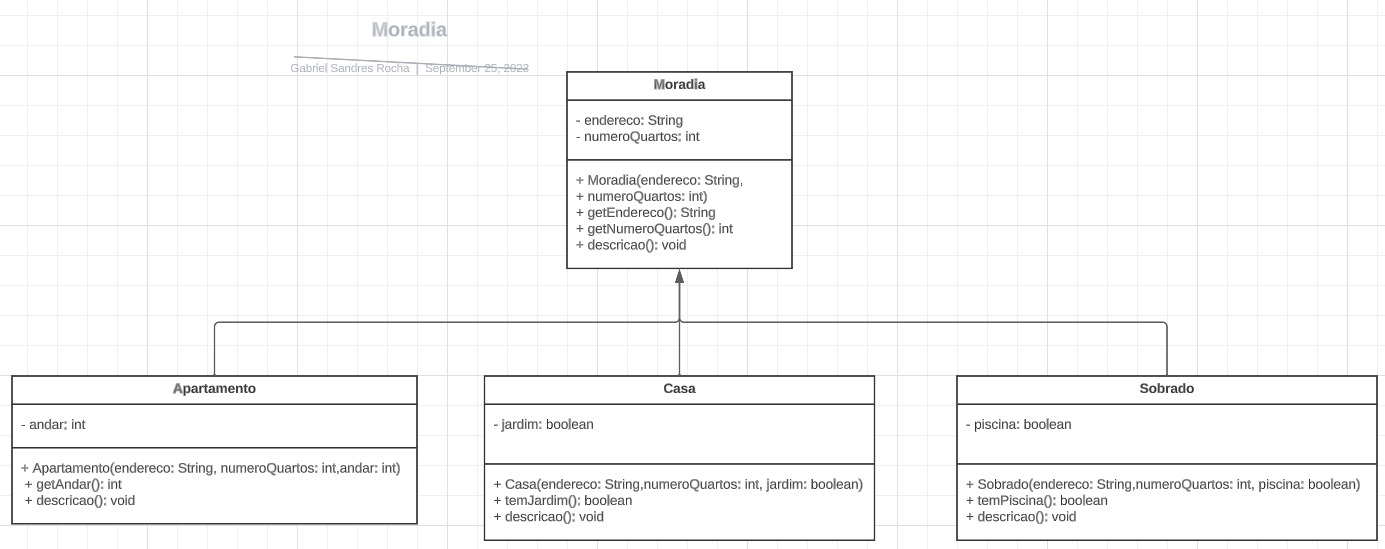 Moradia
Gabriel Sandres Rocha | September 25, 2023
Moradia
- endereco: String
- numeroQuartos: int
+ Moradia(endereco: String,
+ numeroQuartos: int)
+ getEndereco(): String
+ getNumeroQuartos(): int
+ descricao(): void
Apartamento
- andar: int
+ Apartamento(endereco: String, numeroQuartos: int,andar: int)
+ getAndar(): int
+ descricao(): void
Casa
- jardim: boolean
+ Casa(endereco: String,numeroQuartos: int, jardim: boolean)
+ temJardim(): boolean
+ descricao(): void
Sobrado
- piscina: boolean
+ Sobrado(endereco: String,numeroQuartos: int, piscina: boolean)
+ temPiscina(): boolean
+ descricao(): void